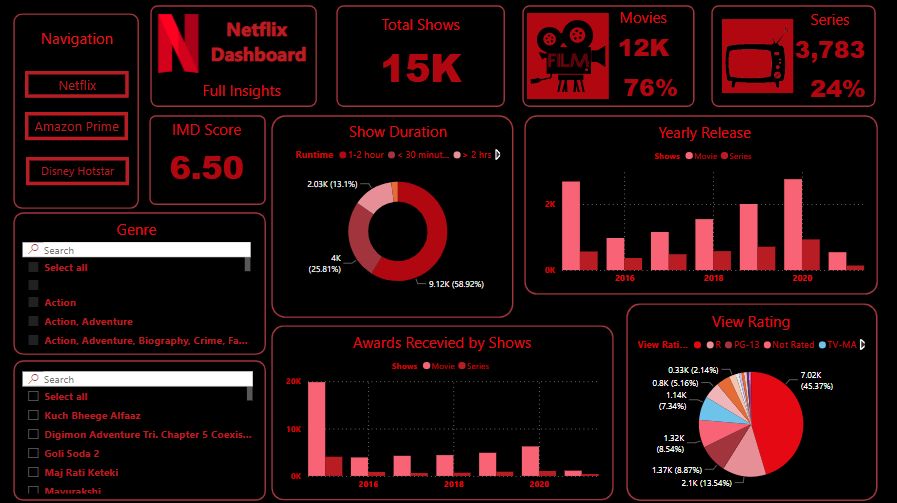 Navigation
Netflix
Amazon Prime
Disney Hotstar
N
Netflix
Dashboard
Full Insights
Total Shows
15K
FILM
Movies
12K
76%
Series
3,783
24%
IMD Score
6.50
Show Duration
Runtime 1-2 hour < 30 minut... > 2 hrs
2.03K (13.1%)
4K
(25.81%)
9.12K (58.92%)
Yearly Release
Shows Movie Series
2K
0K
2016
2018
2020
Genre
Search
Select all
Action
Action, Adventure
Action, Adventure, Biography, Crime, Fa...
Search
Select all
Kuch Bheege Alfaaz
Digimon Adventure Tri. Chapter 5 Coexis...
Goli Soda 2
Maj Rati Keteki
Mayurakshi
Awards Recevied by Shows
Shows Movie Series
20K
10K
0K
2016
2018
2020
View Rating
View Rati... R PG-13 Not Rated TV-MA
0.33K (2.14%)
0.8K (5.16%)
1.14K
(7.34%)
1.32K
(8.54%)
1.37K (8.87%)
2.1K (13.54%)
7.02K
(45.37%)